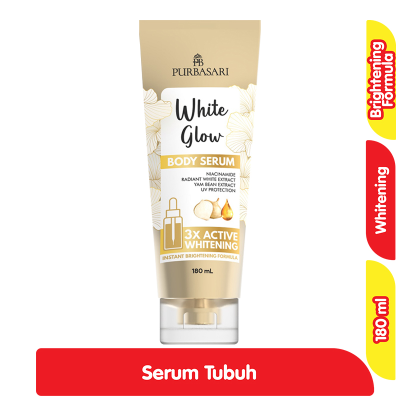 PB
PURBASARI
White
Glow
BODY SERUM
NIACINAMIDE
RADIANT WHITE EXTRACT
YAM BEAN EXTRACT
UV PROTECTION
3X ACTIVE
WHITENING
INSTANT BRIGHTENING FORMULA
180 mL
Brightening
Formula
Whitening
180 ml
Serum Tubuh